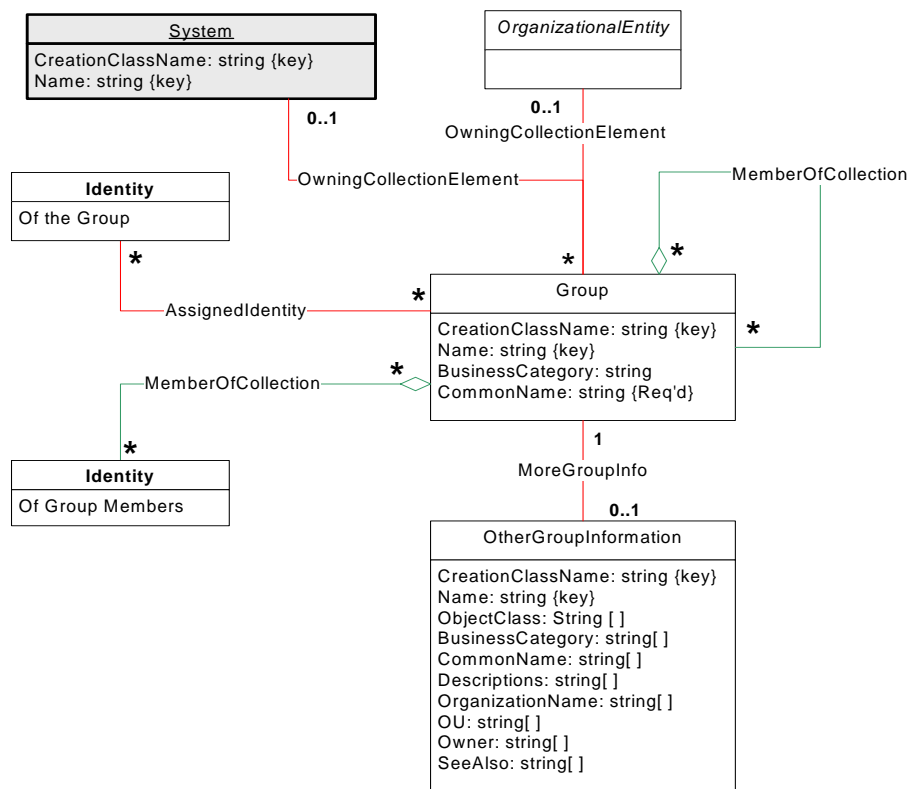 System
CreationClassName: string {key}
Name: string {key}
OrganizationalEntity
0..1
0..1
OwningCollectionElement
OwningCollectionElement
MemberOfCollection
Identity
Of the Group
*
*
*
*
AssignedIdentity
Group
CreationClassName: string {key}
Name: string {key}
BusinessCategory: string
CommonName: string {Req'd}
*
MemberOfCollection
*
*
Identity
Of Group Members
1
MoreGroupInfo
0..1
OtherGroupInformation
CreationClassName: string {key}
Name: string {key}
ObjectClass: String [ ]
BusinessCategory: string[ ]
CommonName: string[ ]
Descriptions: string[ ]
OrganizationName: string[ ]
OU: string[ ]
Owner: string[ ]
SeeAlso: string[ ]